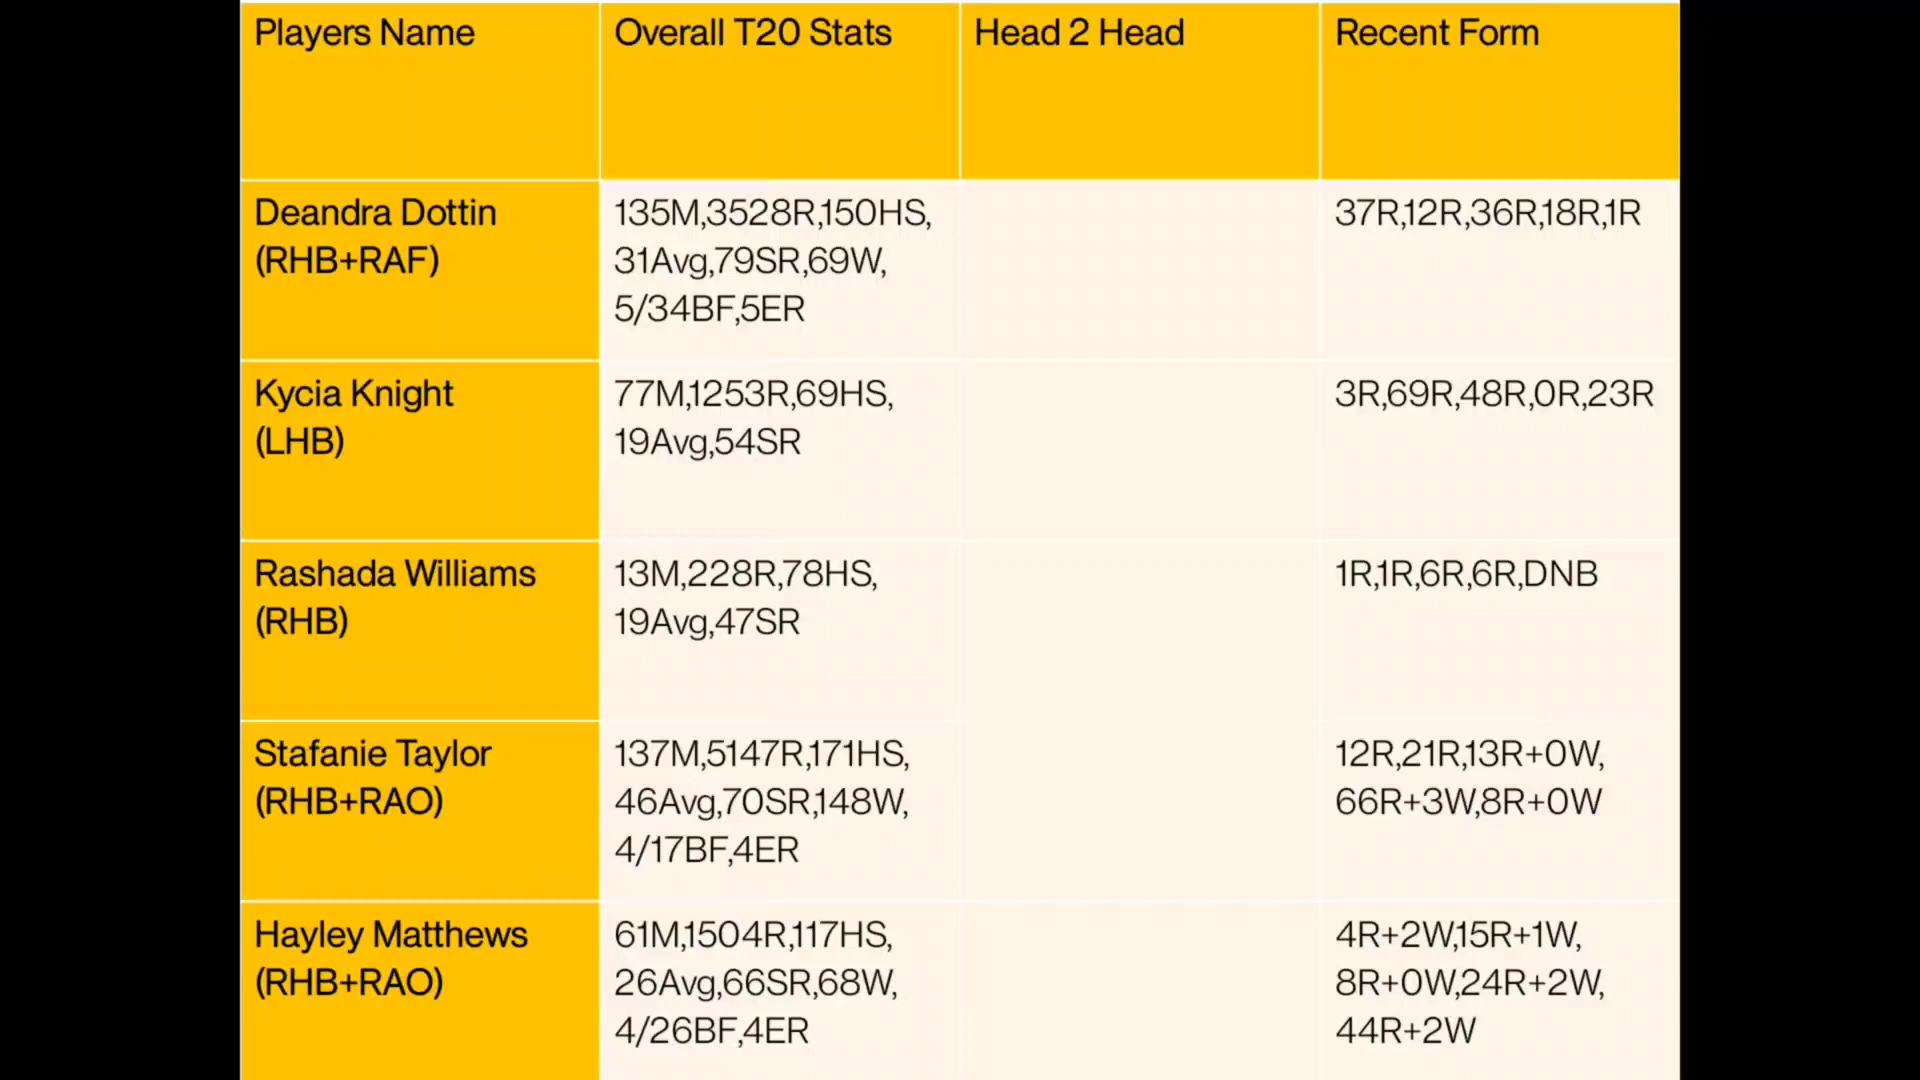 Players Name
Overall T20 Stats
Head 2 Head
Recent Form
Deandra Dottin
(RHB+RAF)
135M,3528R,150HS,
31Avg,79SR,69W,
5/34BF,5ER
37R,12R,36R,18R,1R
Kycia Knight
(LHB)
77M,1253R,69HS,
19Avg,54SR
3R,69R,48R,0R,23R
Rashada Williams
(RHB)
13M,228R,78HS,
19Avg,47SR
1R,1R,6R,6R,DNB
Stafanie Taylor
(RHB+RAO)
137M,5147R,171HS,
46Avg,70SR,148W,
4/17BF,4ER
12R,21R,13R+0W,
66R+3W,8R+0W
Hayley Matthews
(RHB+RAO)
61M,1504R,117HS,
26Avg,66SR,68W,
4/26BF,4ER
4R+2W,15R+1W,
8R+0W,24R+2W,
44R+2W